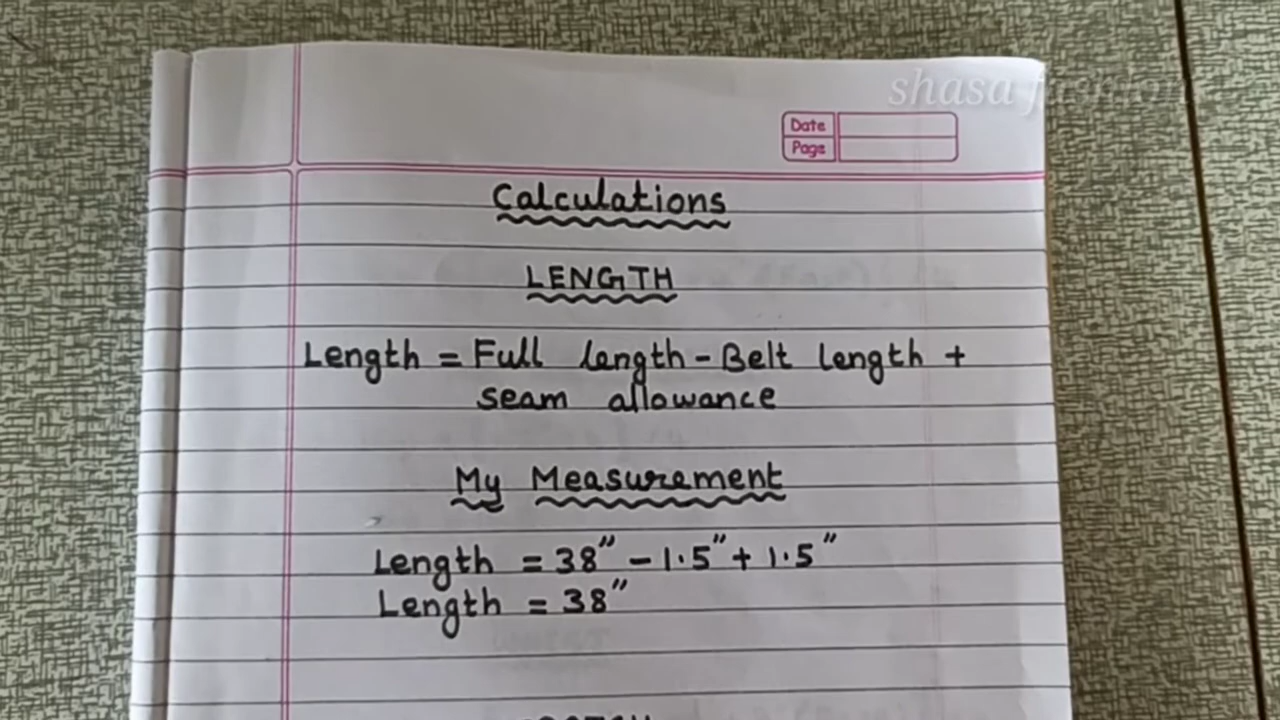 shasa fashion
Date
Page
Calculations
LENGTH
Length = Full length - Belt length +
seam allowance
My Measurement
Length = 38" - 1.5" + 1.5"
Length = 38"